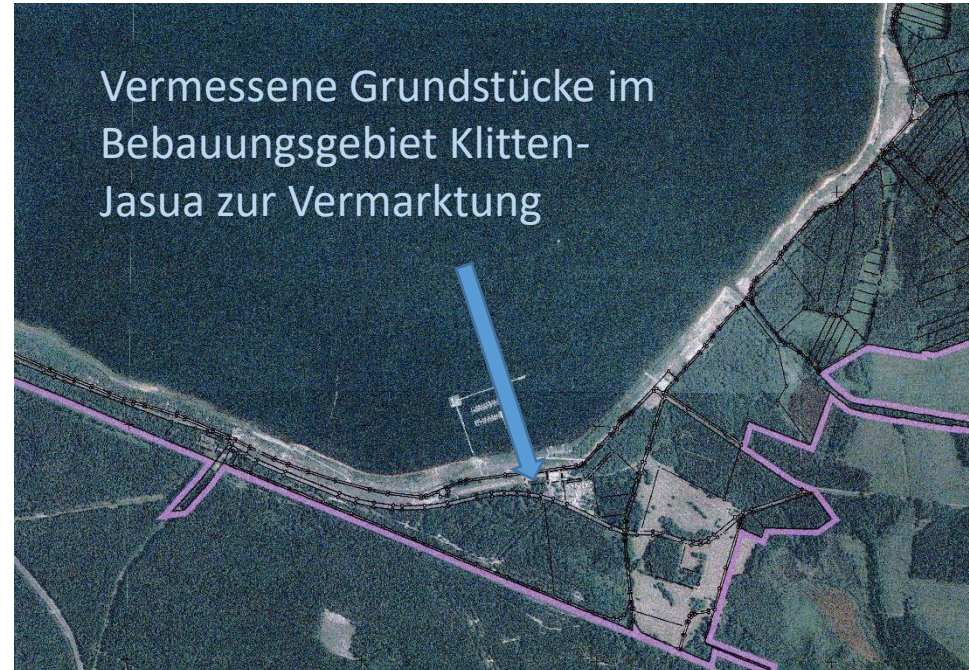 Vermessene Grundstücke im
Bebauungsgebiet Klitten-
Jasua zur Vermarktung